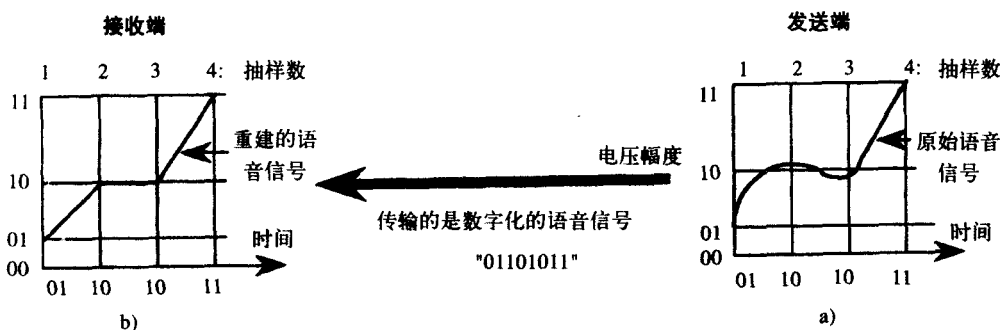 接收端
1 2 3 4: 抽样数
11
重建的语
音信号
10
01
时间
00
01 10 10 11
b)
电压幅度
传输的是数字化的语音信号
"01101011"
发送端
1 2 3 4: 抽样数
11
原始语音
信号
10
01
时间
00
01 10 10 11
a)